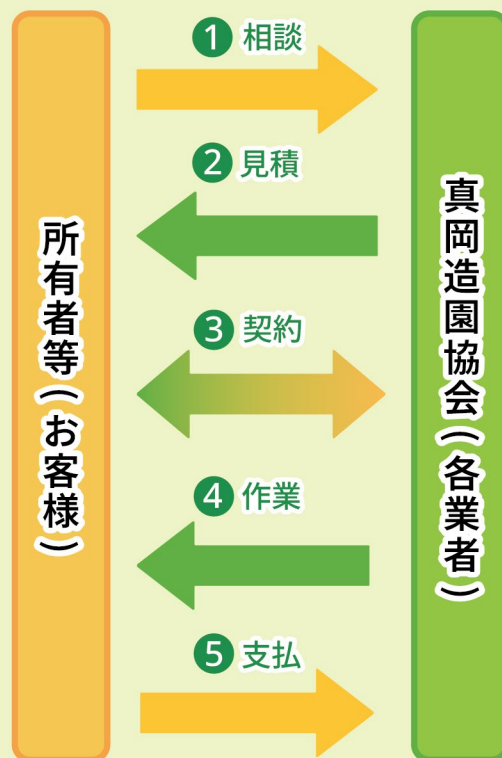 所有者等(お客様)
❶ 相談
❷ 見積
❸ 契約
❹ 作業
❺ 支払
真岡造園協会(各業者)